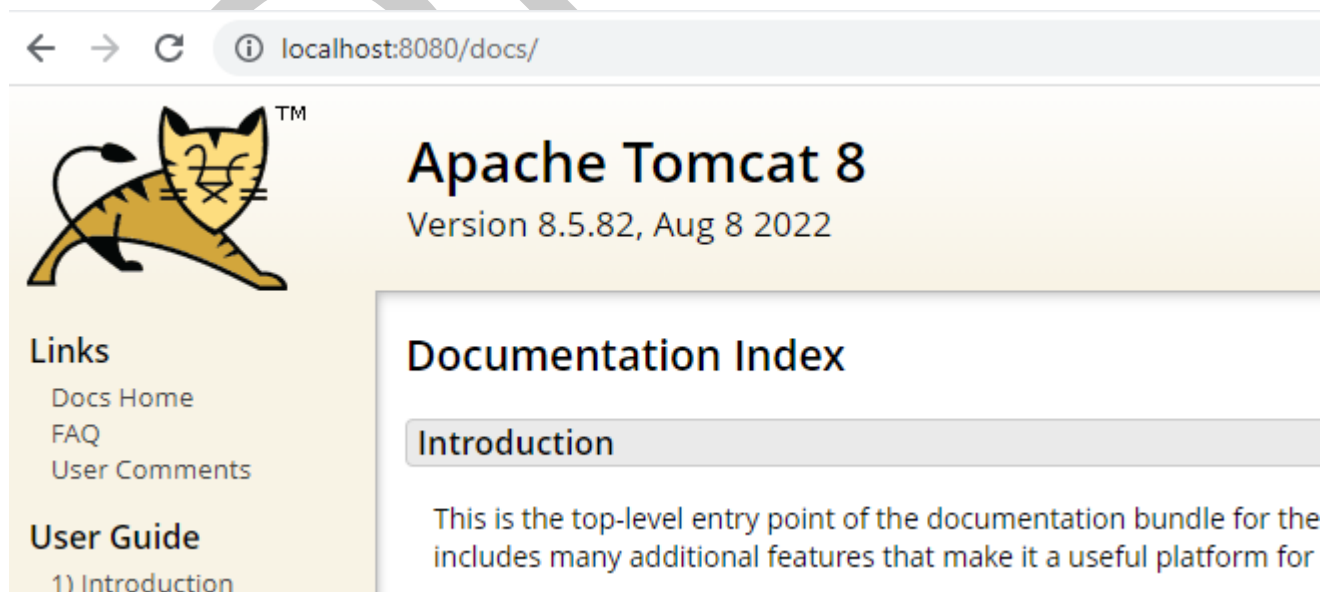 localhost:8080/docs/
TM
Apache Tomcat 8
Version 8.5.82, Aug 8 2022
Links
Docs Home
FAQ
User Comments
User Guide
1) Introduction
Documentation Index
Introduction
This is the top-level entry point of the documentation bundle for the
includes many additional features that make it a useful platform for